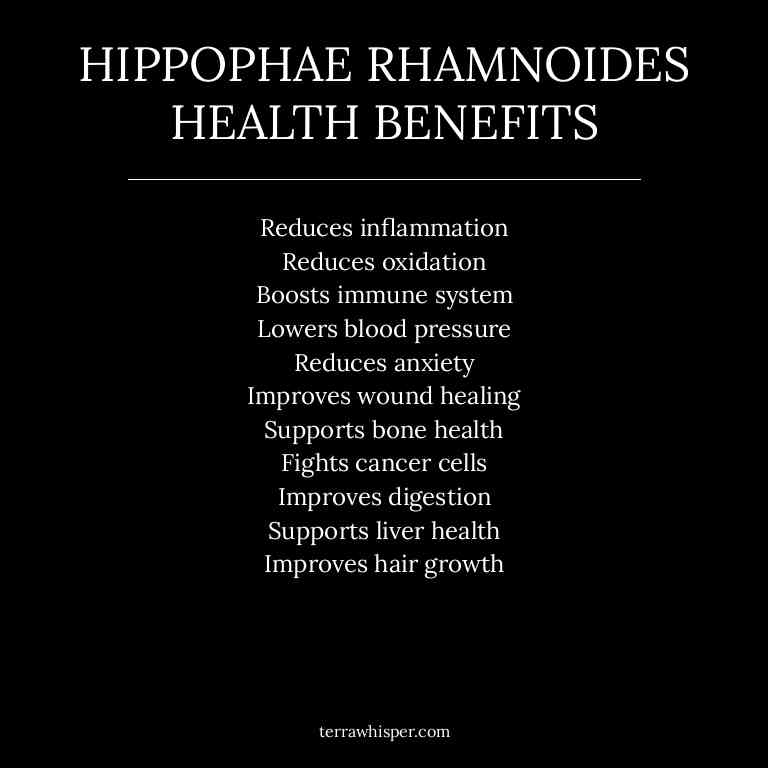 HIPPOPHAE RHAMNOIDES
HEALTH BENEFITS
Reduces inflammation
Reduces oxidation
Boosts immune system
Lowers blood pressure
Reduces anxiety
Improves wound healing
Supports bone health
Fights cancer cells
Improves digestion
Supports liver health
Improves hair growth
terrawhisper.com